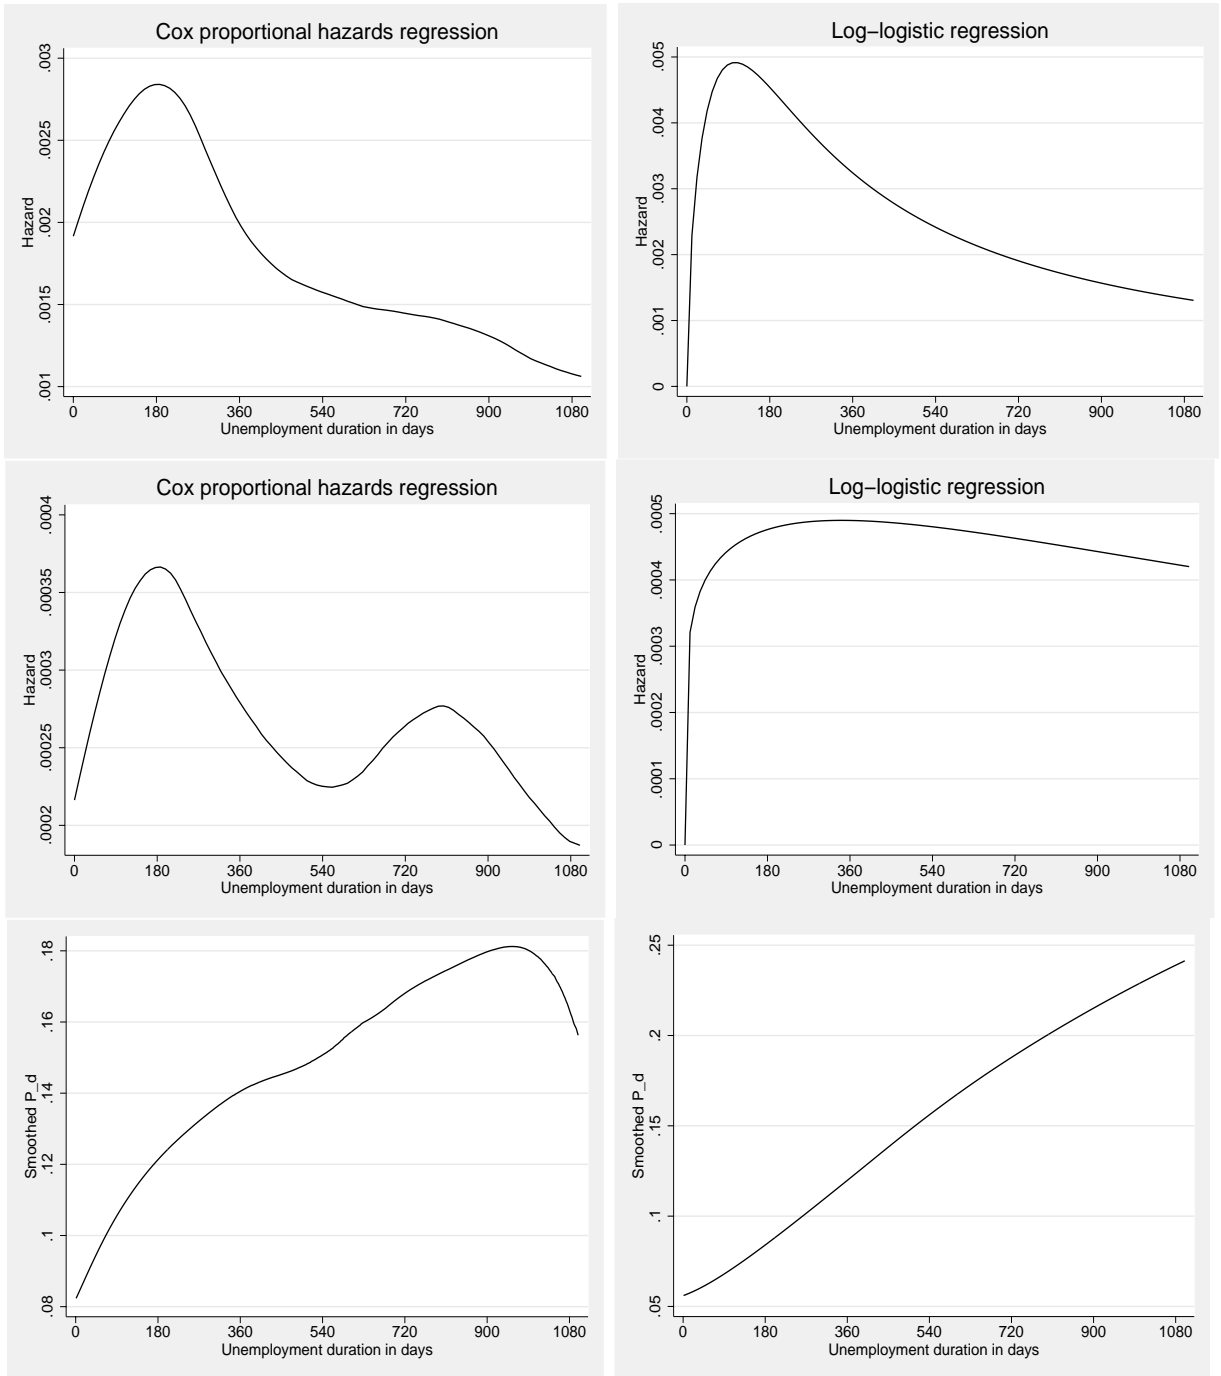 Cox proportional hazards regression
.003
.0025
.002
.0015
.001
Hazard
0 180 360 540 720 900 1080
Unemployment duration in days
Log−logistic regression
.005
.004
.003
.002
.001
0
Hazard
0 180 360 540 720 900 1080
Unemployment duration in days
Cox proportional hazards regression
.0004
.00035
.0003
.00025
.0002
Hazard
0 180 360 540 720 900 1080
Unemployment duration in days
Log−logistic regression
.0005
.0004
.0003
.0002
.0001
0
Hazard
0 180 360 540 720 900 1080
Unemployment duration in days
.18
.16
.14
.12
.1
.08
Smoothed P_d
0 180 360 540 720 900 1080
Unemployment duration in days
.25
.2
.15
.1
.05
Smoothed P_d
0 180 360 540 720 900 1080
Unemployment duration in days